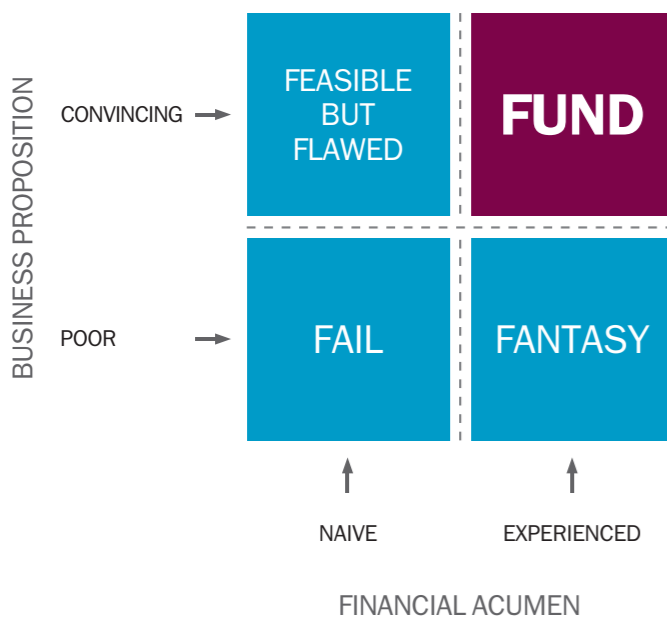 BUSINESS PROPOSITION
CONVINCING
FEASIBLE
BUT
FLAWED
FUND
POOR
FAIL
FANTASY
NAIVE
EXPERIENCED
FINANCIAL ACUMEN